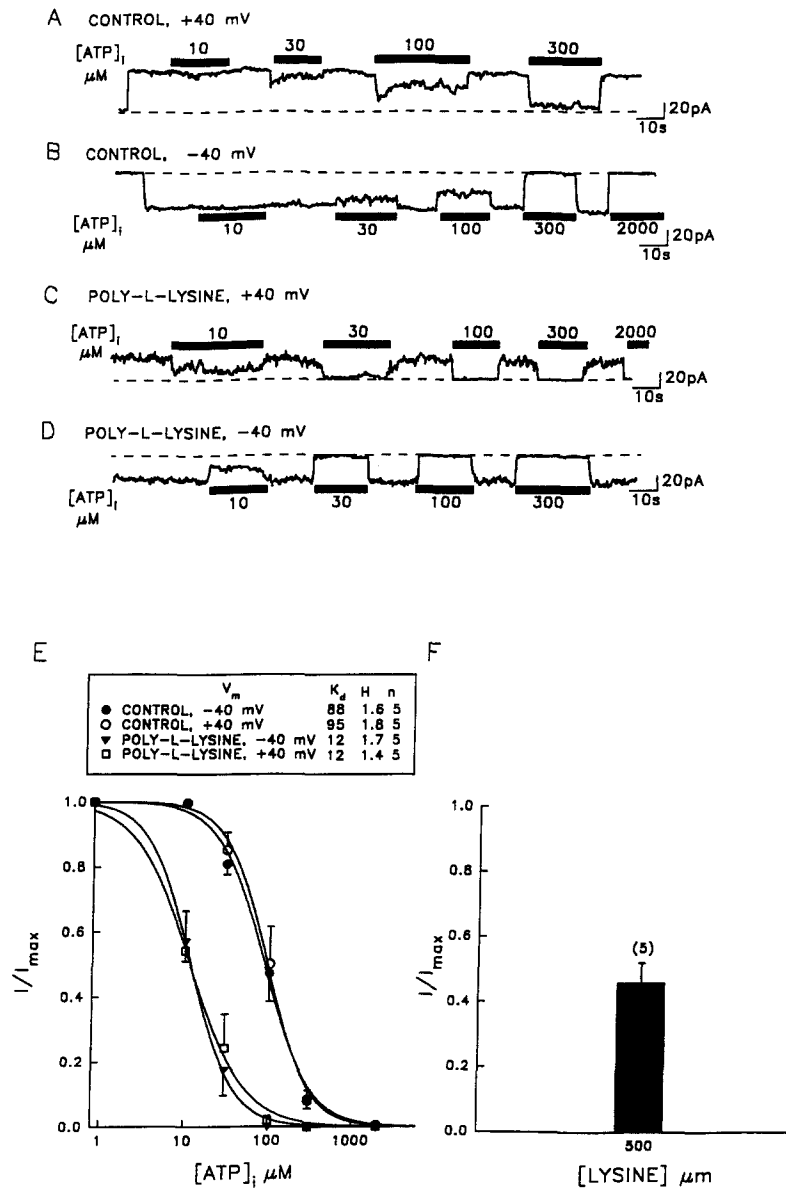 A CONTROL, +40 mV
[ATP]i μM
10 30 100 300
20pA
10s
B CONTROL, -40 mV
[ATP]i μM
10 30 100 300 2000
20pA
10s
C POLY-L-LYSINE, +40 mV
[ATP]i μM
10 30 100 300 2000
20pA
10s
D POLY-L-LYSINE, -40 mV
[ATP]i μM
10 30 100 300
20pA
10s
E
Vm Kd H n
● CONTROL, -40 mV 88 1.6 5
○ CONTROL, +40 mV 95 1.8 5
▼ POLY-L-LYSINE, -40 mV 12 1.7 5
□ POLY-L-LYSINE, +40 mV 12 1.4 5
I/Imax
1.0
0.8
0.6
0.4
0.2
0.0
1 10 100 1000
[ATP]i μM
F
I/Imax
1.0
0.8
0.6
0.4
0.2
0.0
(5)
500
[LYSINE] μm